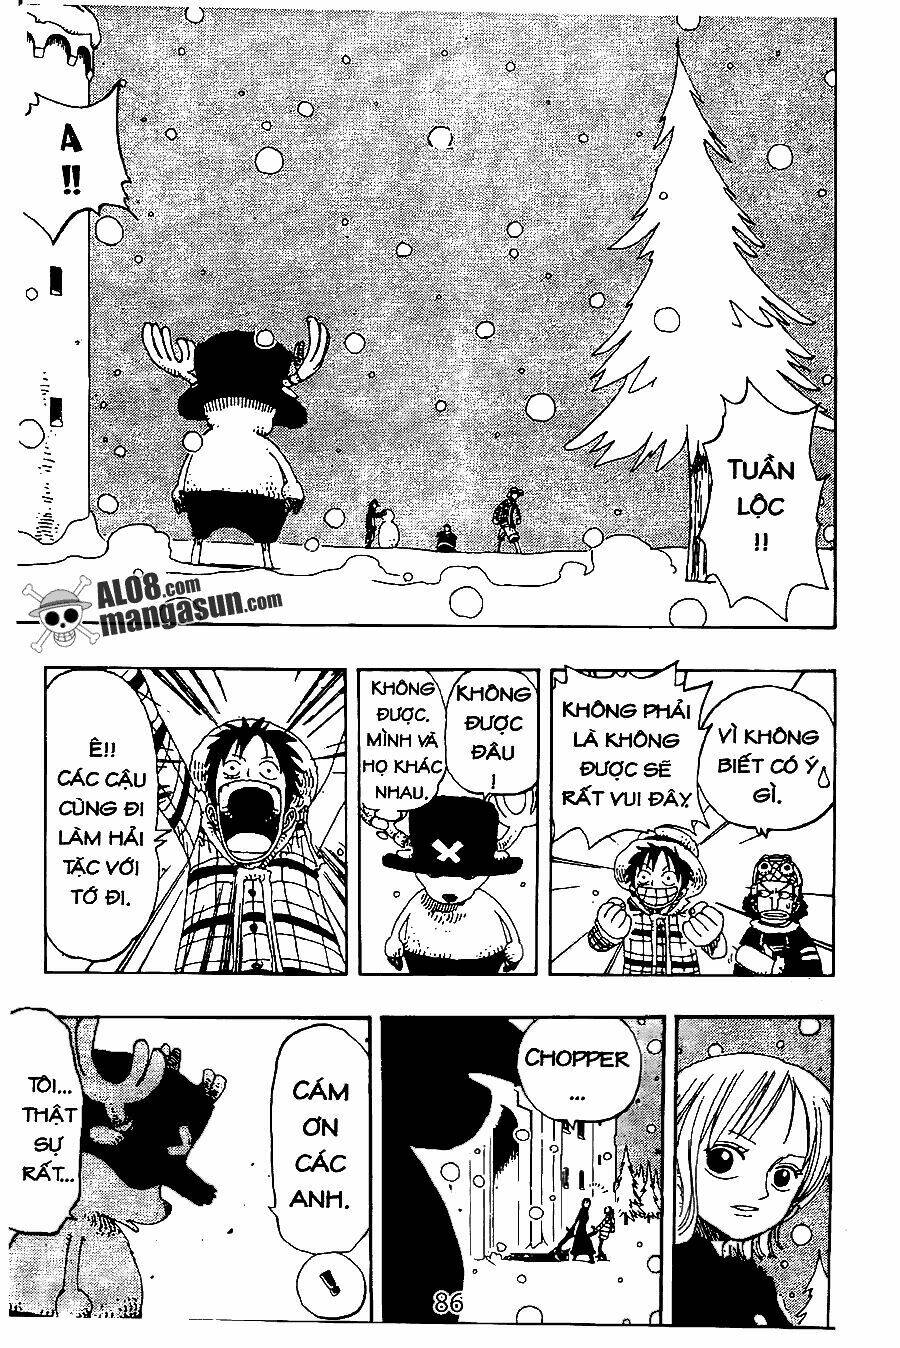 A
!!
TUẦN
LỘC
!!
AL08.com
mangasun.com
VÌ KHÔNG
BIẾT CÓ Ý
GÌ.
KHÔNG PHẢI
LÀ KHÔNG
ĐƯỢC SẼ
RẤT VUI ĐÂY.
KHÔNG
ĐƯỢC
ĐÂU
!
KHÔNG
ĐƯỢC.
MÌNH VÀ
HỌ KHÁC
NHAU.
Ê!!
CÁC CẬU
CÙNG ĐI
LÀM HẢI
TẶC VỚI
TỚ ĐI.
CHOPPER
...
CÁM
ƠN
CÁC
ANH.
!
TÔI...
THẬT
SỰ
RẤT...
86